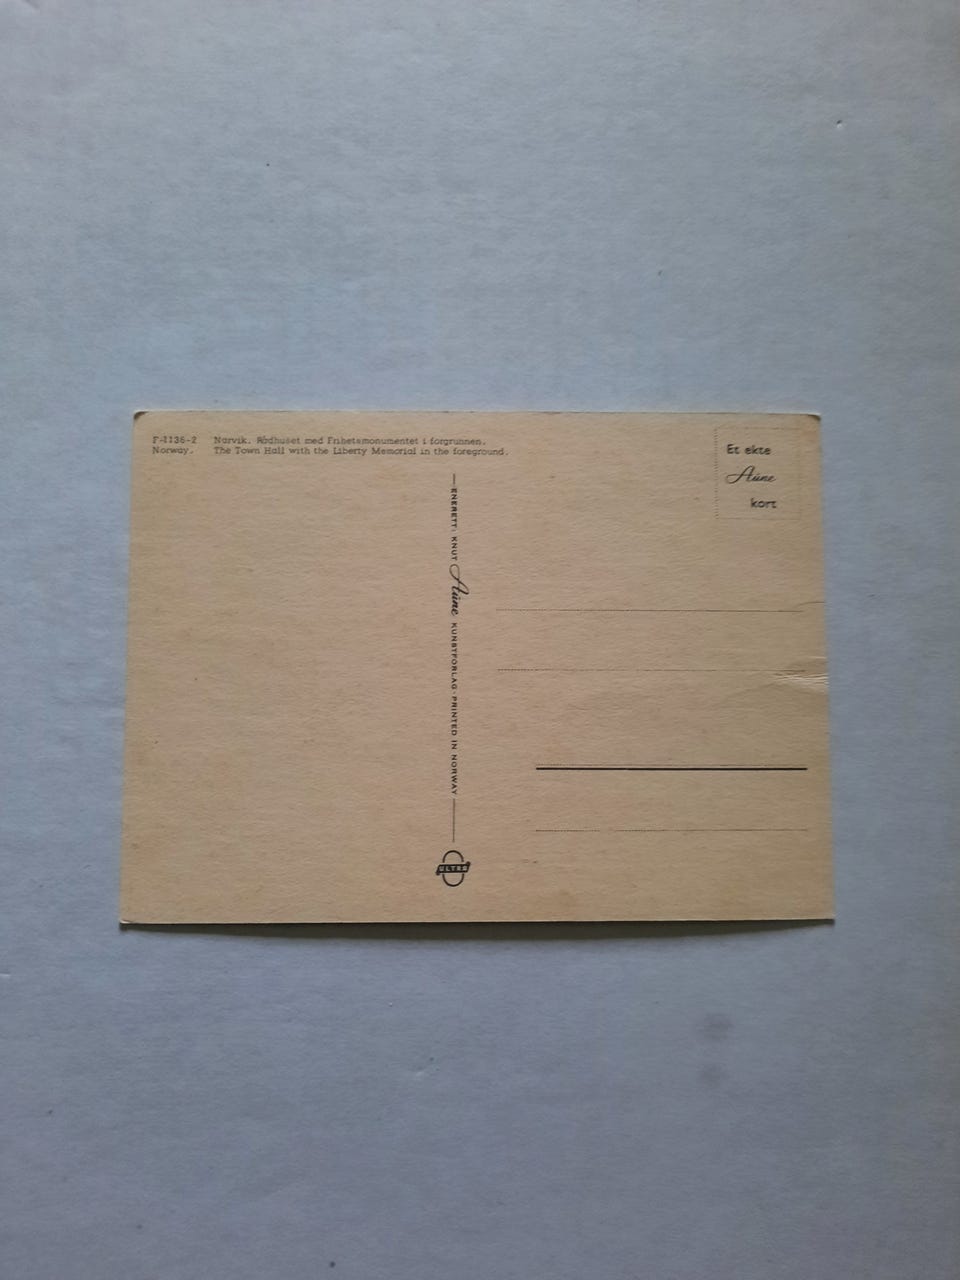 F-1136-2 Narvik. Rådhuset med Frihetsmonumentet i forgrunnen.
Norway. The Town Hall with the Liberty Memorial in the foreground.
Et ekte
Aune
kort
ENERETT: KNUT Aune KUNSTFORLAG · PRINTED IN NORWAY
ULTRA